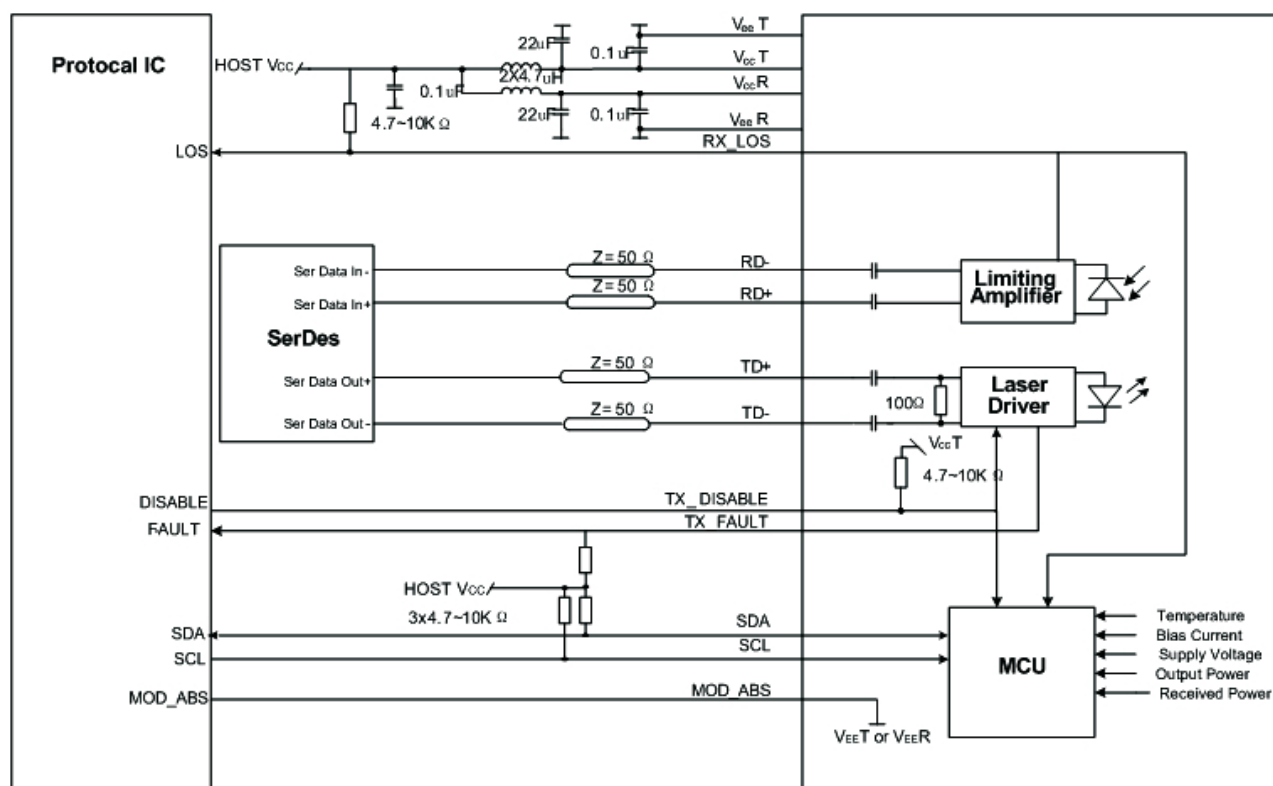 Protocal IC
HOST Vcc
22uF
0.1uF
2X4.7uH
0.1uF
22uF
0.1uF
4.7~10K Ω
Vee T
Vcc T
Vcc R
Vee R
LOS
RX_LOS
SerDes
Ser Data In -
Ser Data In+
Ser Data Out+
Ser Data Out -
Z= 50 Ω
Z= 50 Ω
Z= 50 Ω
Z= 50 Ω
RD-
RD+
TD+
TD-
Limiting
Amplifier
100Ω
Laser
Driver
VccT
4.7~10K Ω
DISABLE
TX_DISABLE
FAULT
TX_FAULT
HOST Vcc
3x4.7~10K Ω
SDA
SDA
SCL
SCL
MOD_ABS
MOD_ABS
VEET or VEER
MCU
Temperature
Bias Current
Supply Voltage
Output Power
Received Power